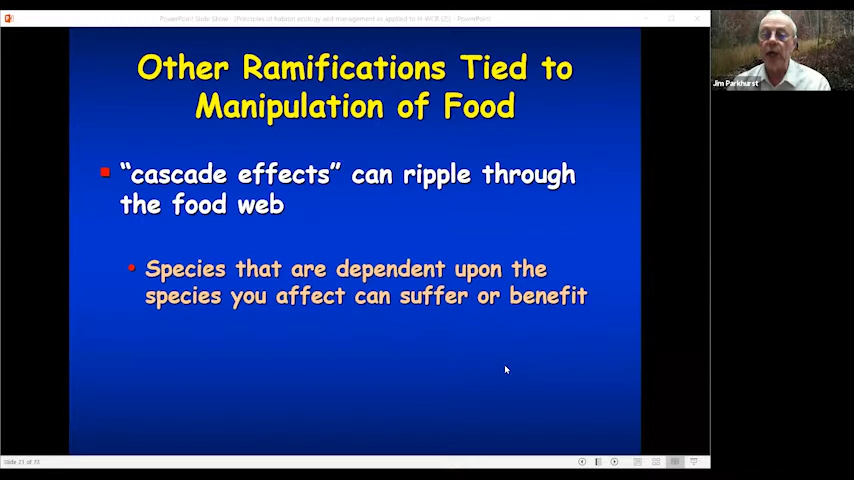 PowerPoint Slide Show - [Principles of habitat ecology and management as applied to H-WCR (2)] - PowerPoint
Other Ramifications Tied to
Manipulation of Food
“cascade effects” can ripple through
the food web
Species that are dependent upon the
species you affect can suffer or benefit
Jim Parkhurst
Slide 21 of 73